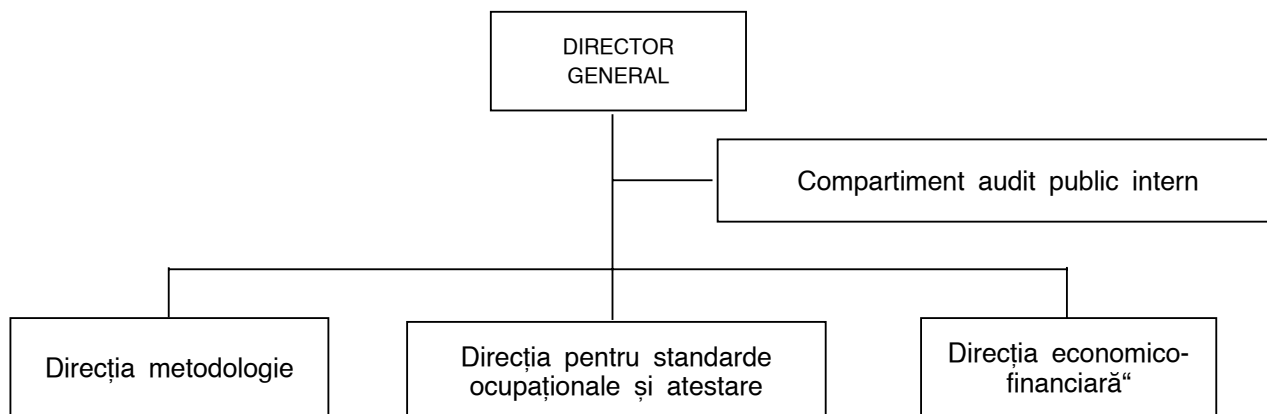 DIRECTOR
GENERAL
Compartiment audit public intern
Direcția metodologie
Direcția pentru standarde
ocupaționale și atestare
Direcția economico-
financiară“